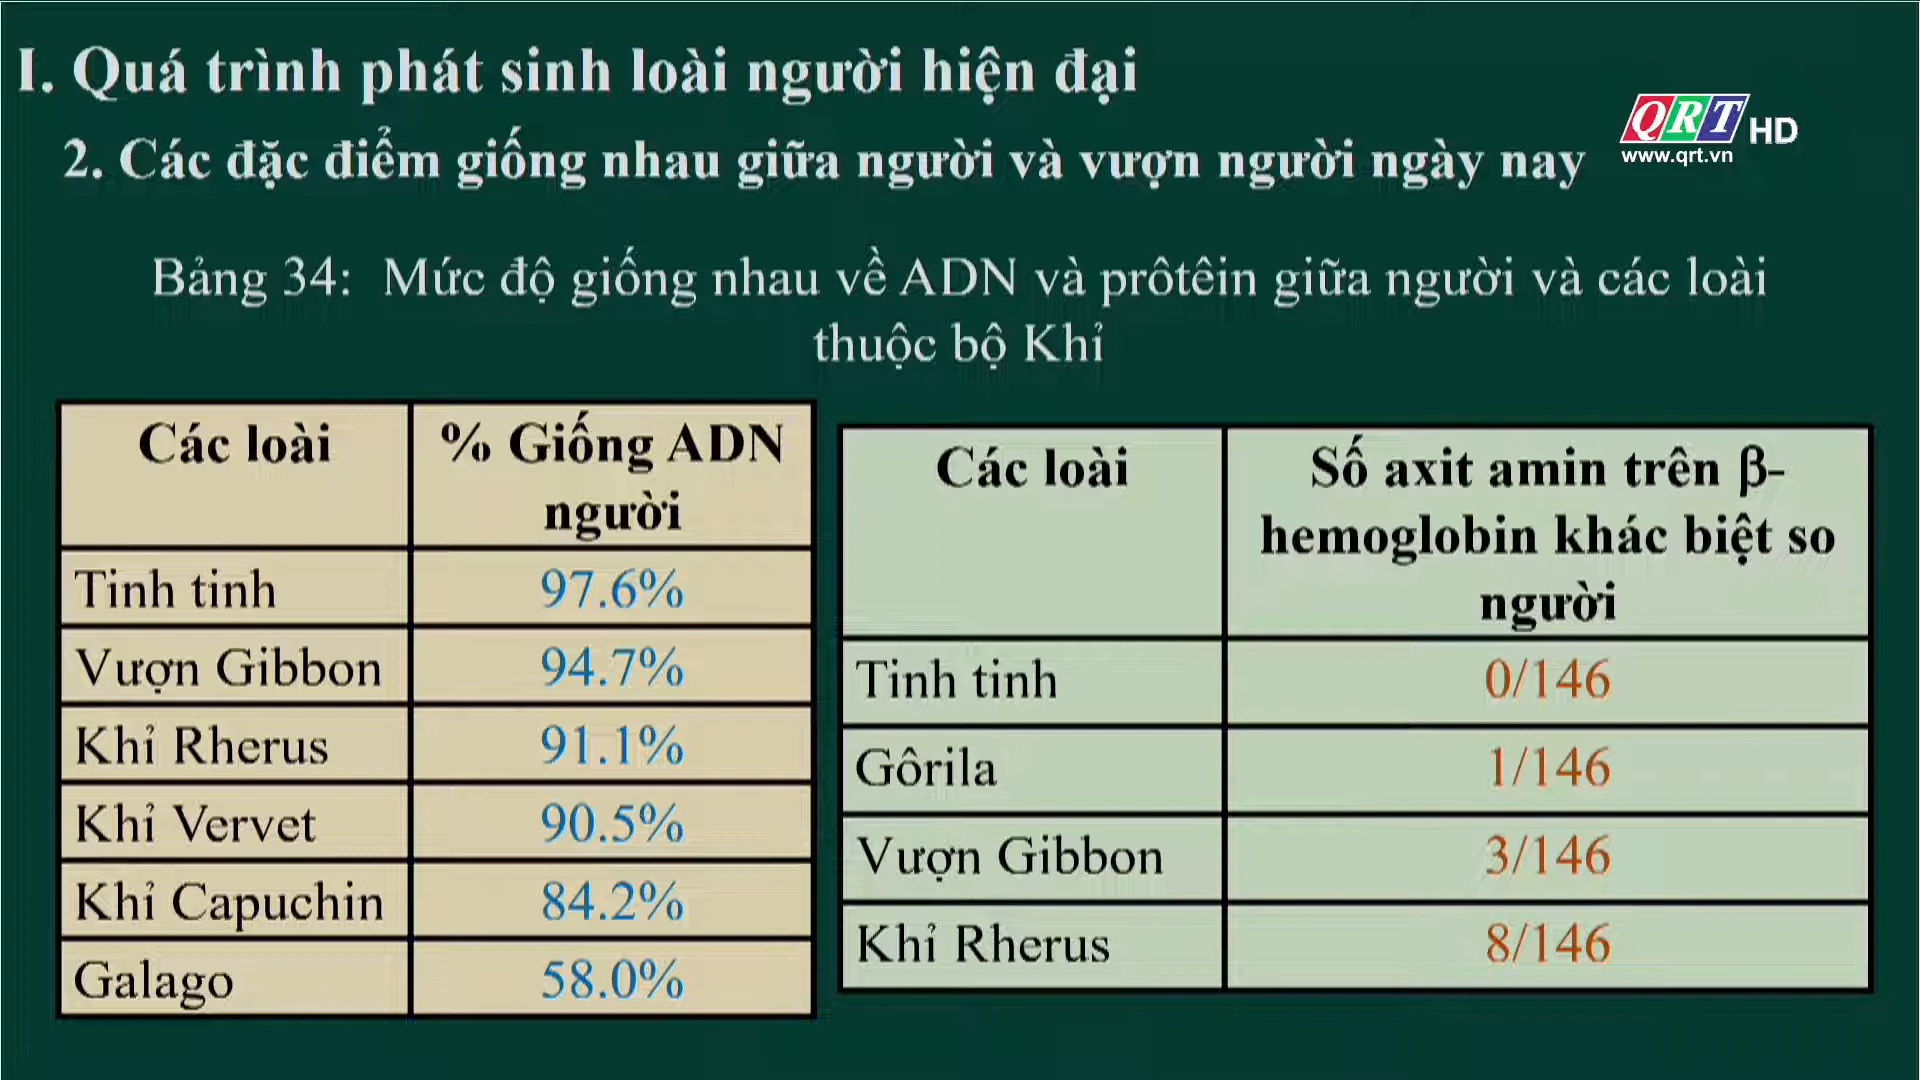 I. Quá trình phát sinh loài người hiện đại
QRT HD
www.qrt.vn
2. Các đặc điểm giống nhau giữa người và vượn người ngày nay
Bảng 34: Mức độ giống nhau về ADN và prôtêin giữa người và các loài
thuộc bộ Khỉ
Các loài % Giống ADN
người
Tinh tinh 97.6%
Vượn Gibbon 94.7%
Khỉ Rherus 91.1%
Khỉ Vervet 90.5%
Khỉ Capuchin 84.2%
Galago 58.0%
Các loài Số axit amin trên β-
hemoglobin khác biệt so
người
Tinh tinh 0/146
Gôrila 1/146
Vượn Gibbon 3/146
Khỉ Rherus 8/146